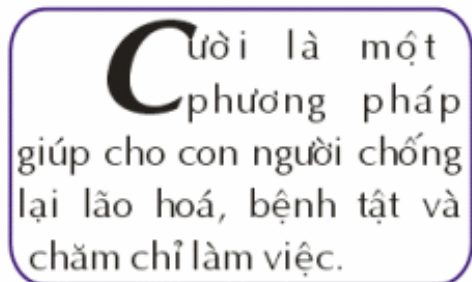 Cười là một
phương pháp
giúp cho con người chống
lại lão hoá, bệnh tật và
chăm chỉ làm việc.